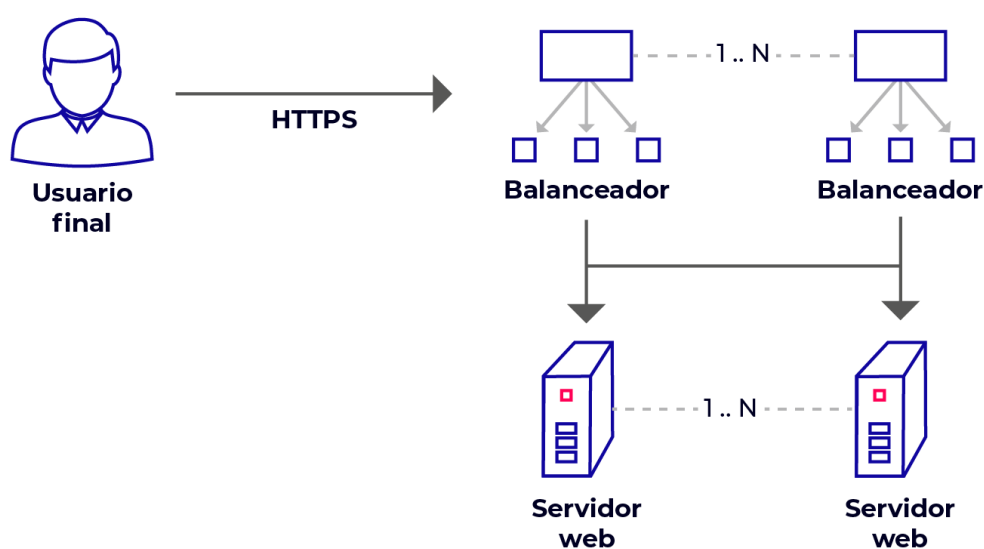 1 .. N
HTTPS
Usuario
final
Balanceador
Balanceador
1 .. N
Servidor
web
Servidor
web